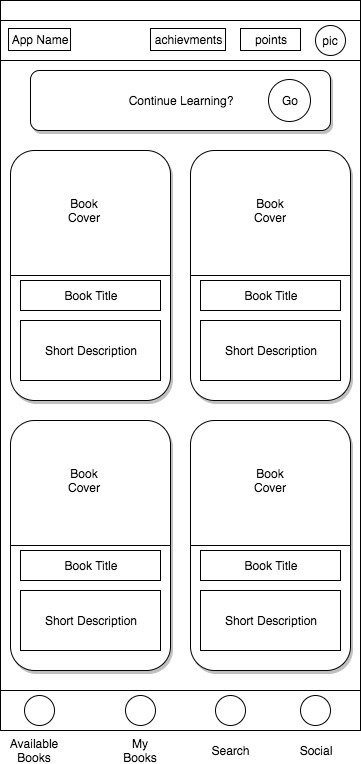 App Name achievments points pic
Continue Learning? Go
Book Book
Cover Cover
Book Title Book Title
Short Description Short Description
Book Book
Cover Cover
Book Title Book Title
Short Description Short Description
Available My Search Social
Books Books